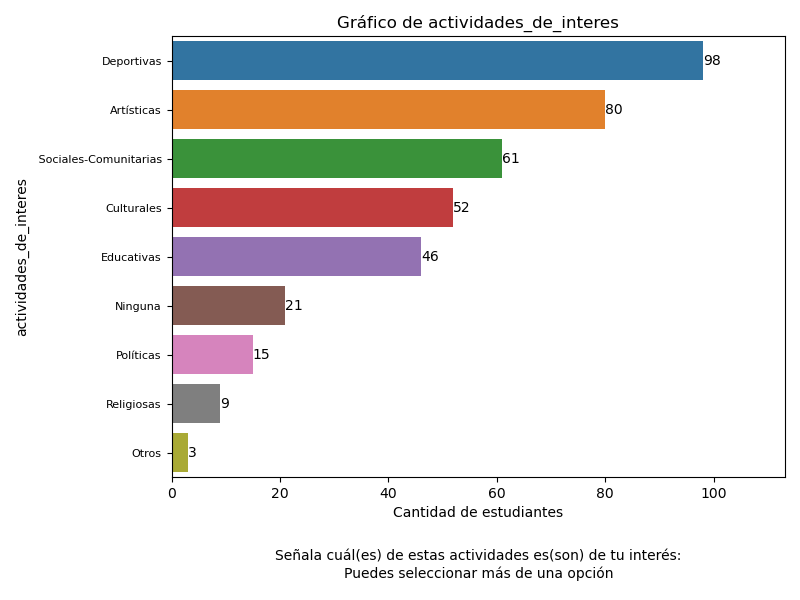 Gráfico de actividades_de_interes
Deportivas
98
Artísticas
80
Sociales-Comunitarias
61
Culturales
52
Educativas
46
Ninguna
21
Políticas
15
Religiosas
9
Otros
3
actividades_de_interes
0 20 40 60 80 100
Cantidad de estudiantes
Señala cuál(es) de estas actividades es(son) de tu interés:
Puedes seleccionar más de una opción